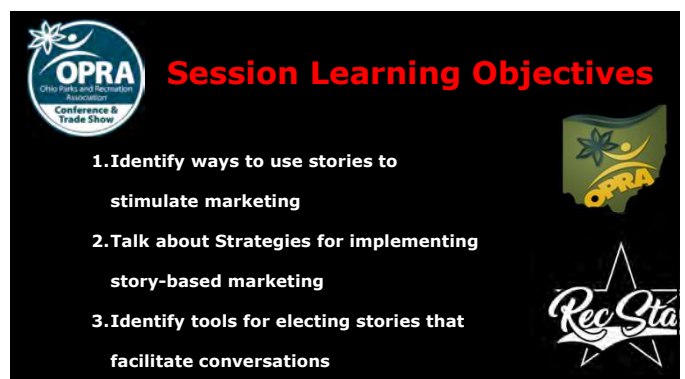 OPRA
Ohio Parks and Recreation
Association
Conference &
Trade Show
Session Learning Objectives
1.Identify ways to use stories to
stimulate marketing
2.Talk about Strategies for implementing
story-based marketing
3.Identify tools for electing stories that
facilitate conversations
OPRA
Rec Sta